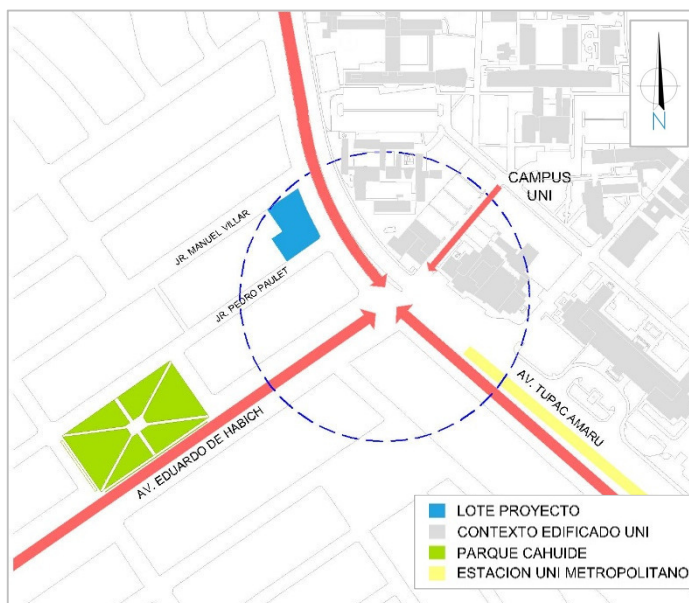 N
CAMPUS
UNI
JR. MANUEL VILLAR
JR. PEDRO PAULET
AV. TUPAC AMARU
AV. EDUARDO DE HABICH
LOTE PROYECTO
CONTEXTO EDIFICADO UNI
PARQUE CAHUIDE
ESTACION UNI METROPOLITANO